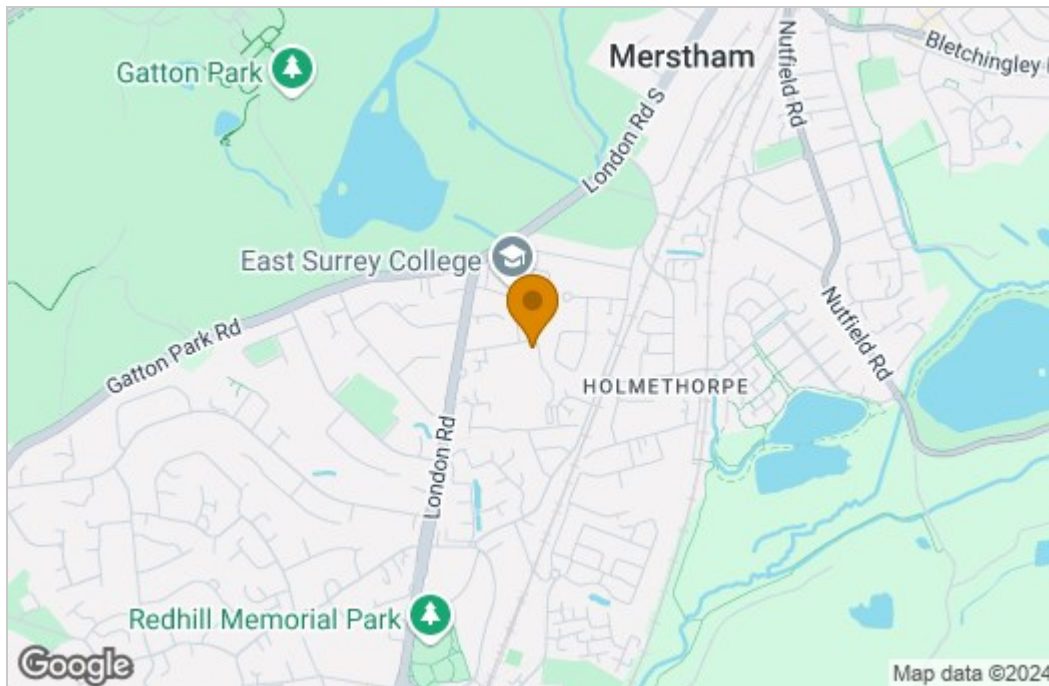 Merstham
Nutfield Rd
Bletchingley
Gatton Park
London Rd S
East Surrey College
Nutfield Rd
Gatton Park Rd
HOLMETHORPE
London Rd
Redhill Memorial Park
Google
Map data ©2024